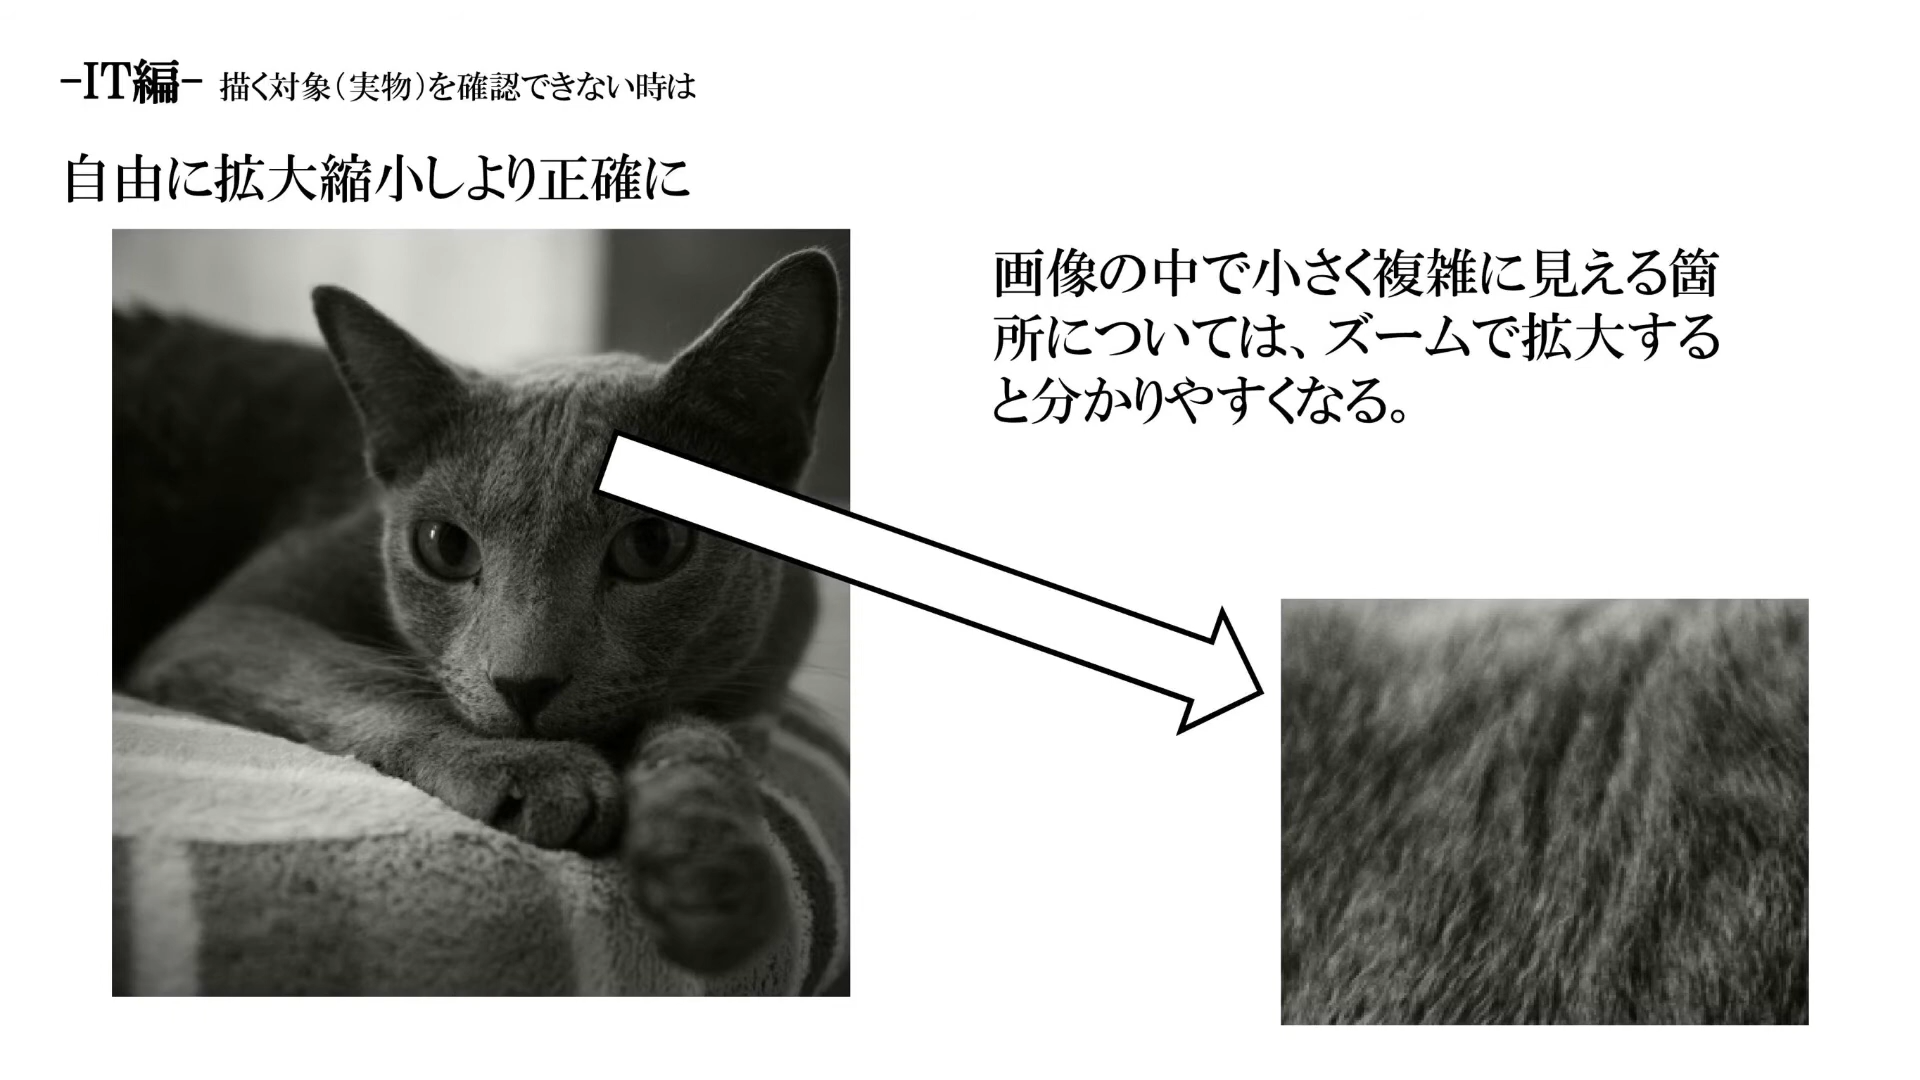 -IT編- 描く対象(実物)を確認できない時は
自由に拡大縮小しより正確に
画像の中で小さく複雑に見える箇
所については、ズームで拡大する
と分かりやすくなる。